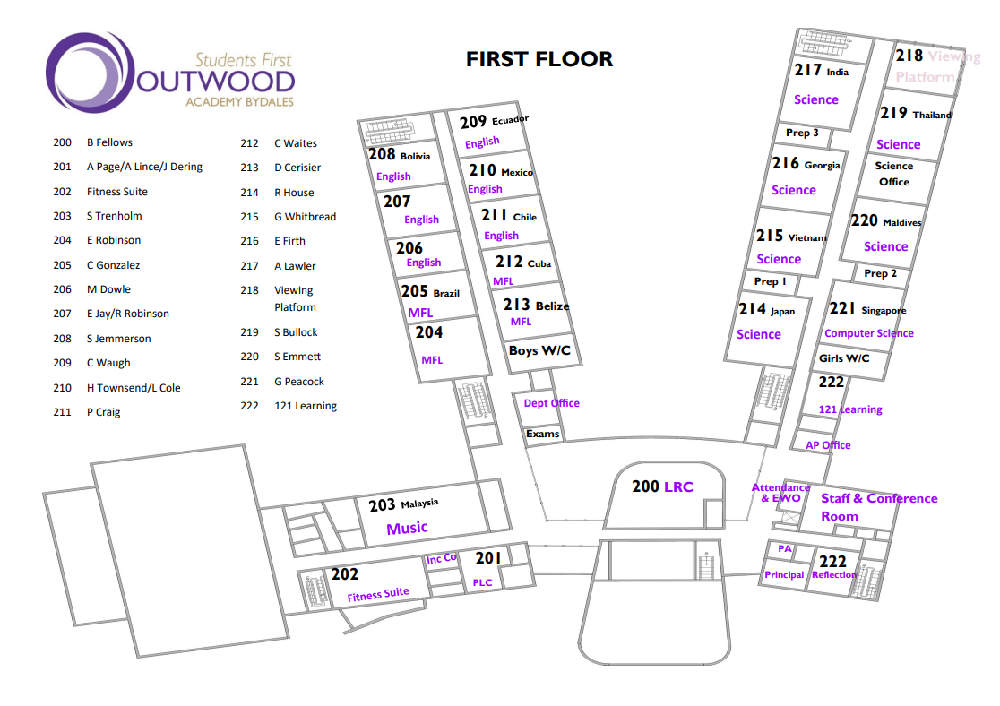 Students First
OUTWOOD
ACADEMY BYDALES
FIRST FLOOR
200 B Fellows
201 A Page/A Lince/J Dering
202 Fitness Suite
203 S Trenholm
204 E Robinson
205 C Gonzalez
206 M Dowle
207 E Jay/R Robinson
208 S Jemmerson
209 C Waugh
210 H Townsend/L Cole
211 P Craig
212 C Waites
213 D Cerisier
214 R House
215 G Whitbread
216 E Firth
217 A Lawler
218 Viewing
Platform
219 S Bullock
220 S Emmett
221 G Peacock
222 121 Learning
208 Bolivia
English
207
English
206
English
205 Brazil
MFL
204
MFL
209 Ecuador
English
210 Mexico
English
211 Chile
English
212 Cuba
MFL
213 Belize
MFL
Boys W/C
Dept Office
Exams
217 India
Science
Prep 3
216 Georgia
Science
215 Vietnam
Science
Prep 1
214 Japan
Science
218 Viewing
Platform
219 Thailand
Science
Science
Office
220 Maldives
Science
Prep 2
221 Singapore
Computer Science
Girls W/C
222
121 Learning
AP Office
200 LRC
Attendance
& EWO
Staff & Conference
Room
203 Malaysia
Music
202
Fitness Suite
Inc Co
201
PLC
PA
Principal
222
Reflection